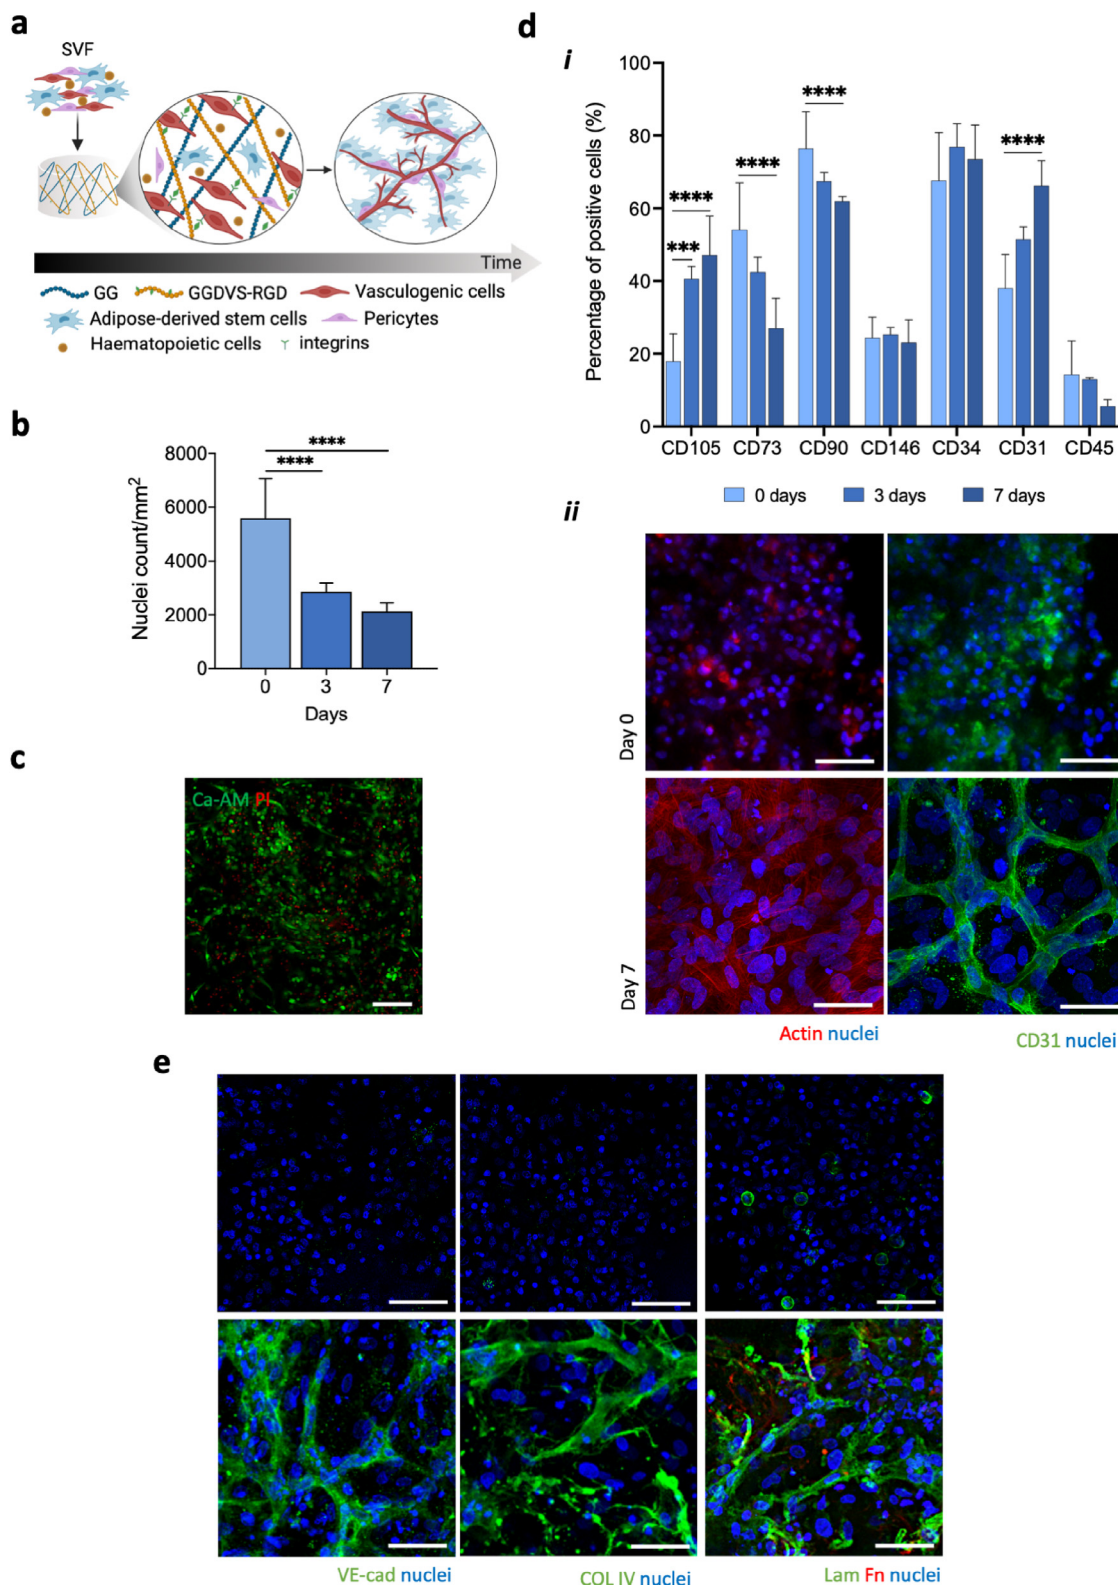 a
SVF
Time
GG
GGDVS-RGD
Vasculogenic cells
Adipose-derived stem cells
Pericytes
Haematopoietic cells
integrins
b
8000
6000
4000
2000
0
Nuclei count/mm²
****
****
0 3 7
Days
c
Ca-AM PI
d
i
100
80
60
40
20
0
Percentage of positive cells (%)
***
****
****
****
****
CD105 CD73 CD90 CD146 CD34 CD31 CD45
0 days 3 days 7 days
ii
Day 0
Day 7
Actin nuclei
CD31 nuclei
e
VE-cad nuclei
COL IV nuclei
Lam Fn nuclei